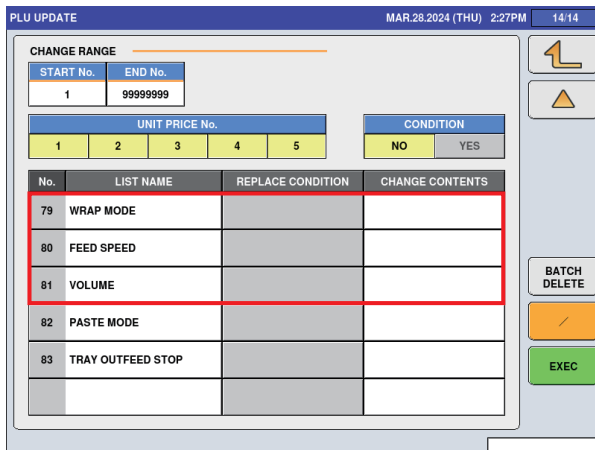 PLU UPDATE MAR.28.2024 (THU) 2:27PM 14/14
CHANGE RANGE
START No. END No.
1 99999999
UNIT PRICE No. CONDITION
1 2 3 4 5 NO YES
No. LIST NAME REPLACE CONDITION CHANGE CONTENTS
79 WRAP MODE
80 FEED SPEED
81 VOLUME
82 PASTE MODE
83 TRAY OUTFEED STOP
BATCH
DELETE
/
EXEC